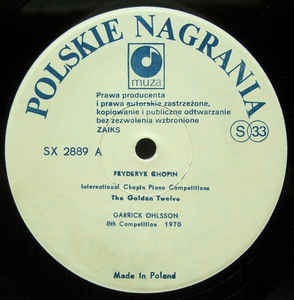 POLSKIE NAGRANIA
muza
Prawa producenta
i prawa autorskie zastrzeżone,
kopiowanie i publiczne odtwarzanie
bez zezwolenia wzbronione
ZAIKS
S 33
SX 2889 A
FRYDERYK CHOPIN
International Chopin Piano Competitions
The Golden Twelve
GARRICK OHLSSON
8th Competition 1970
Made in Poland